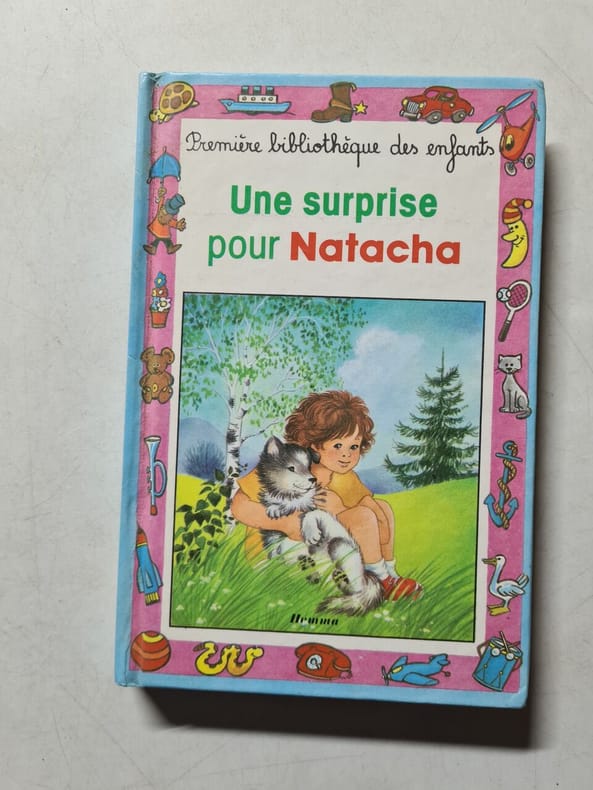 Première bibliothèque des enfants
Une surprise
pour Natacha
Hemma